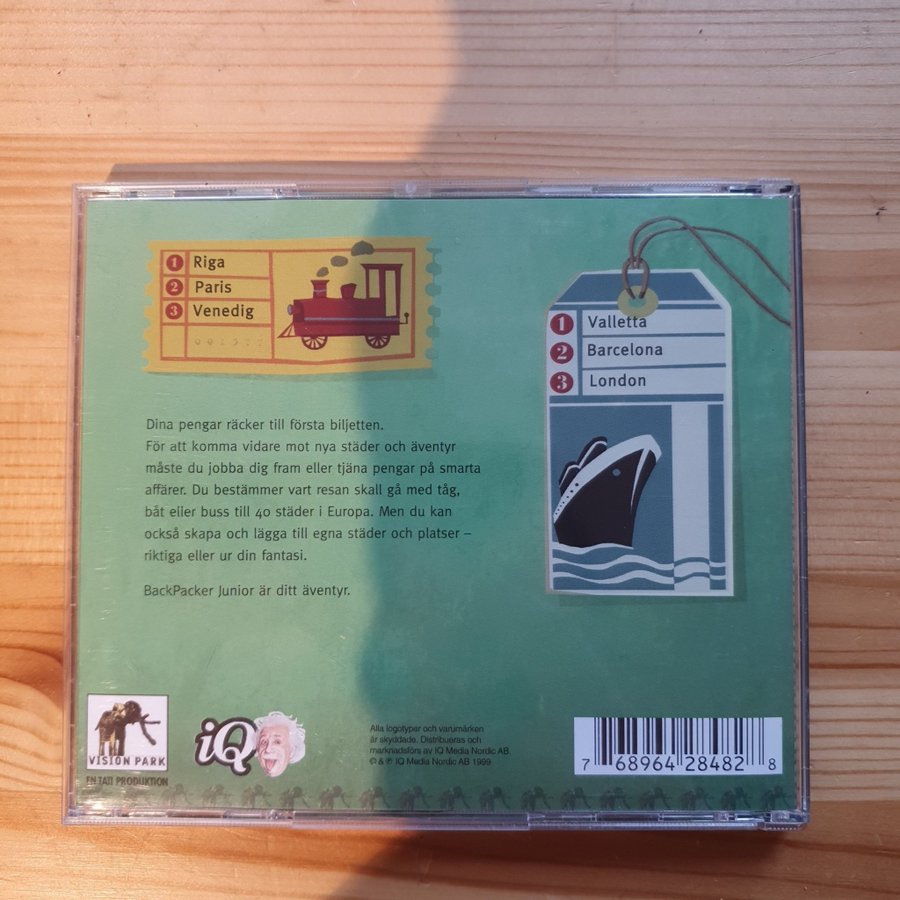 1 Riga
2 Paris
3 Venedig
1 Valletta
2 Barcelona
3 London
Dina pengar räcker till första biljetten.
För att komma vidare mot nya städer och äventyr
måste du jobba dig fram eller tjäna pengar på smarta
affärer. Du bestämmer vart resan skall gå med tåg,
båt eller buss till 40 städer i Europa. Men du kan
också skapa och lägga till egna städer och platser –
riktiga eller ur din fantasi.
BackPacker Junior är ditt äventyr.
VISION PARK
EN TATI PRODUKTION
iQ
Alla logotyper och varumärken
är skyddade. Distribueras och
marknadsförs av IQ Media Nordic AB.
© & ℗ IQ Media Nordic AB 1999
7 68964 28482 8